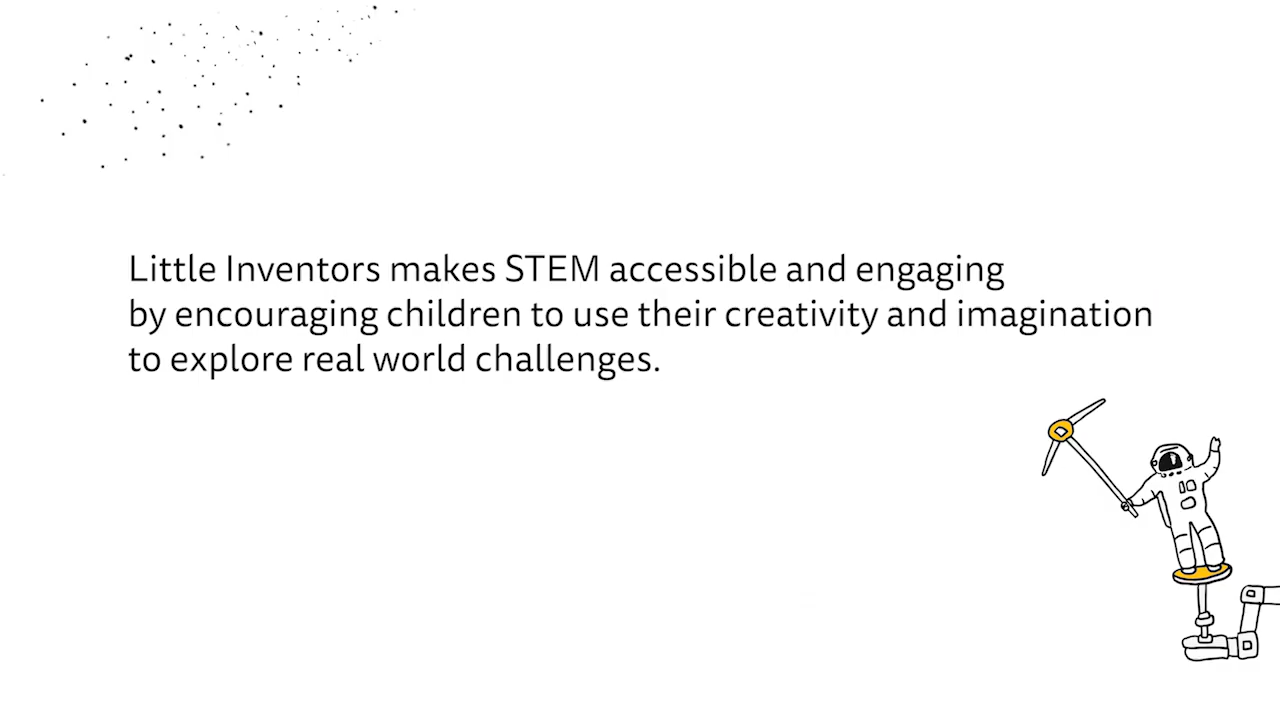 Little Inventors makes STEM accessible and engaging
by encouraging children to use their creativity and imagination
to explore real world challenges.